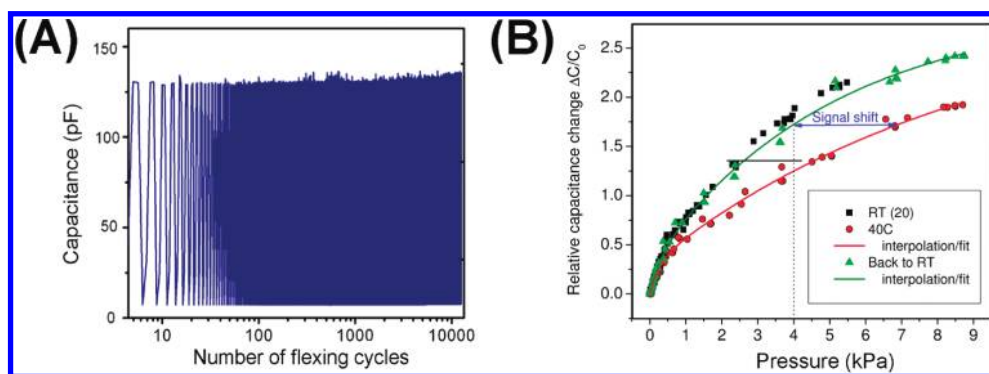 (A)
150
100
50
0
Capacitance (pF)
10
100
1000
10000
Number of flexing cycles
(B)
2.5
2.0
1.5
1.0
0.5
0.0
Relative capacitance change ΔC/C0
Signal shift
RT (20)
40C
interpolation/fit
Back to RT
interpolation/fit
0 1 2 3 4 5 6 7 8 9
Pressure (kPa)